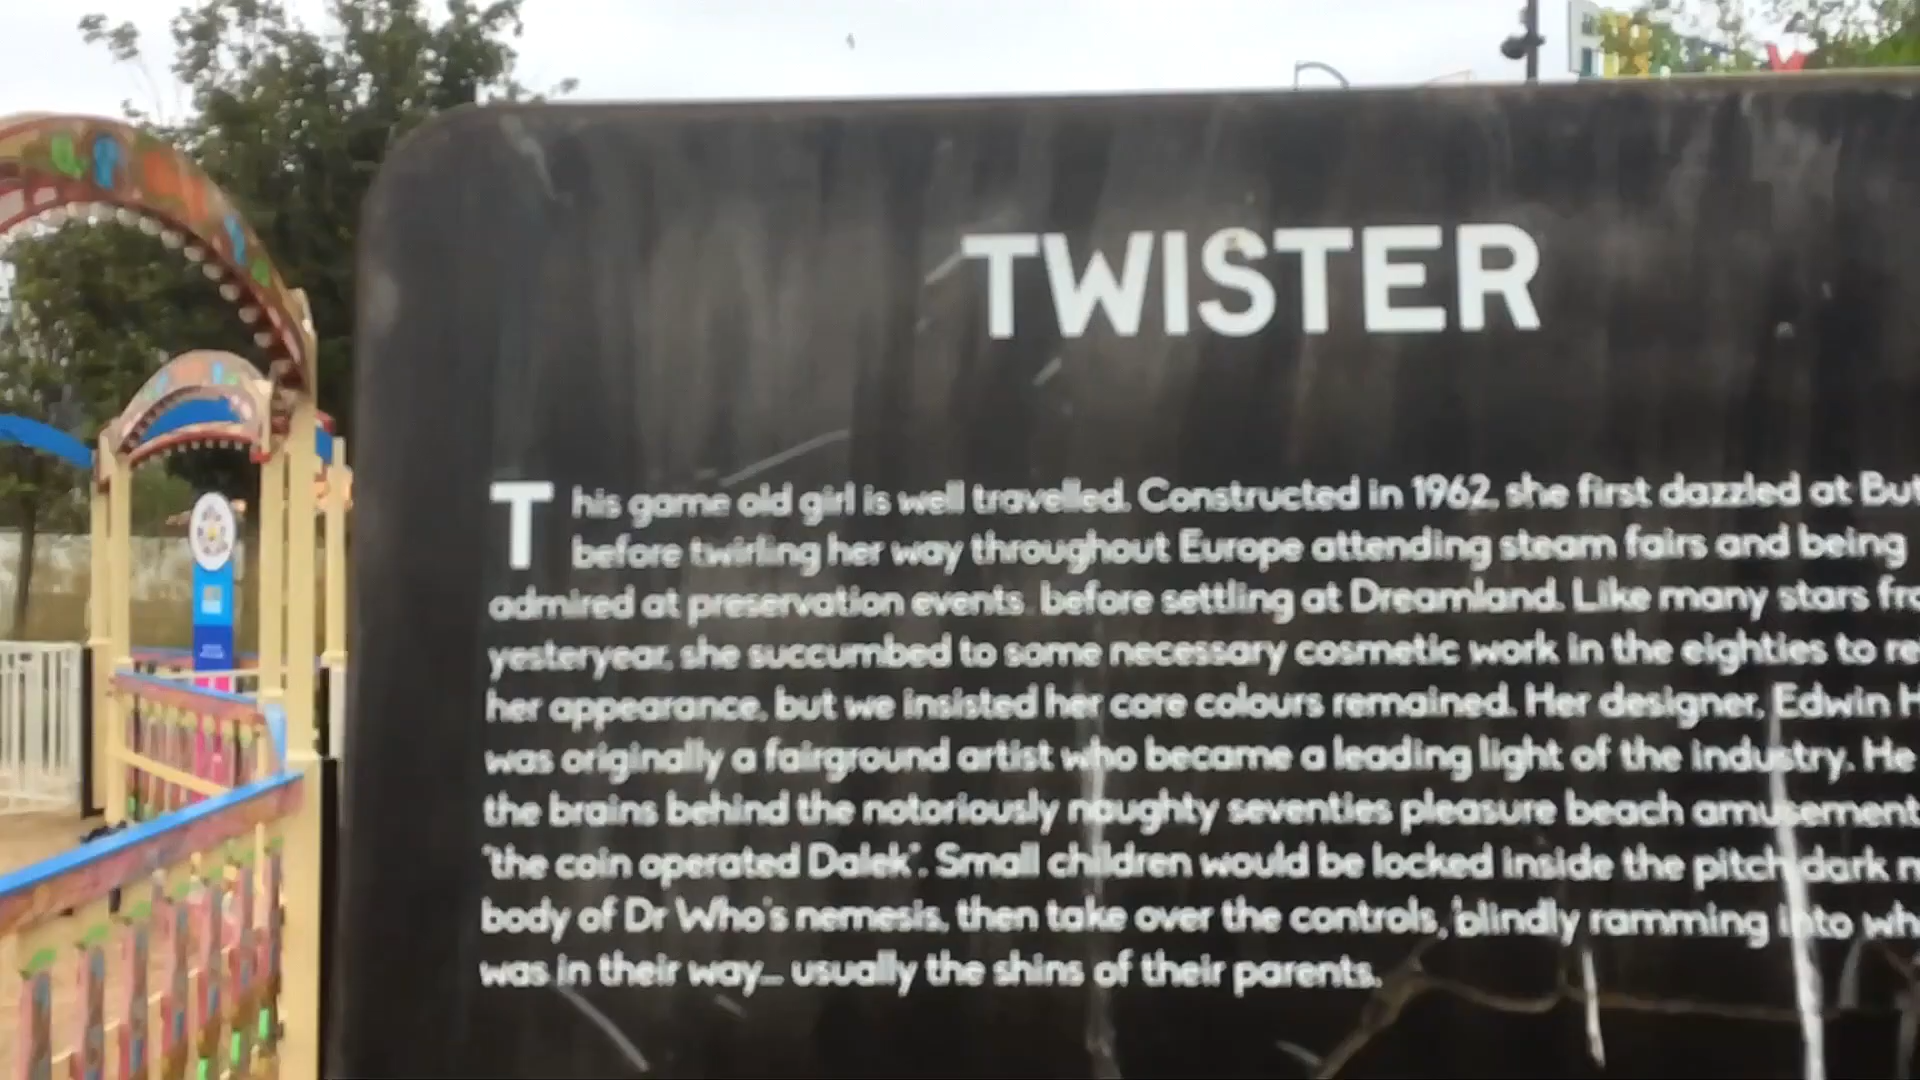 TWISTER
This game old girl is well travelled. Constructed in 1962, she first dazzled at
before twirling her way throughout Europe attending steam fairs and being
admired at preservation events, before settling at Dreamland. Like many stars
yesteryear, she succumbed to some necessary cosmetic work in the eighties to
her appearance, but we insisted her core colours remained. Her designer, Edwin
was originally a fairground artist who became a leading light of the industry. He
the brains behind the notoriously naughty seventies pleasure beach amusement
'the coin operated Dalek'. Small children would be locked inside the pitch dark
body of Dr Who's nemesis, then take over the controls, blindly ramming into
was in their way... usually the shins of their parents.